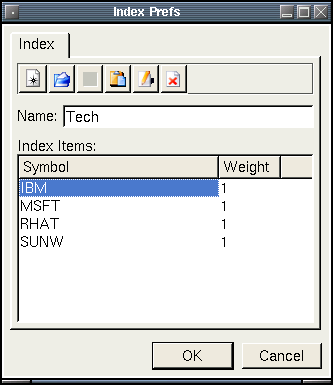 Index Prefs
Index
Name: Tech
Index Items:
Symbol Weight
IBM 1
MSFT 1
RHAT 1
SUNW 1
OK Cancel